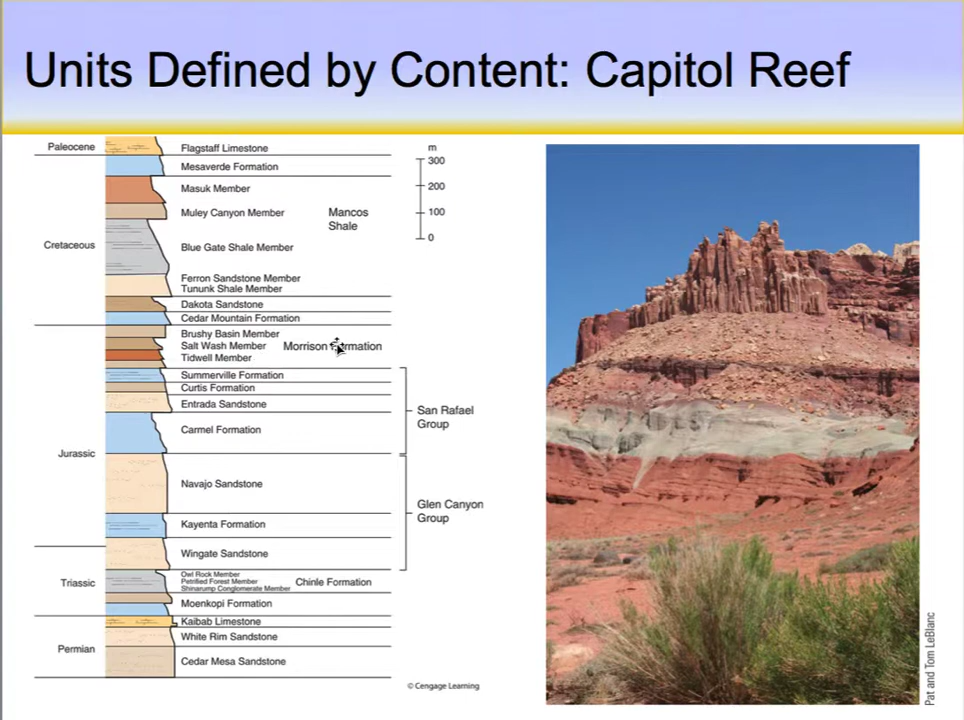 Units Defined by Content: Capitol Reef
Paleocene
Flagstaff Limestone
m
Mesaverde Formation
300
Masuk Member
200
Muley Canyon Member
Mancos
Shale
100
Cretaceous
Blue Gate Shale Member
0
Ferron Sandstone Member
Tununk Shale Member
Dakota Sandstone
Cedar Mountain Formation
Brushy Basin Member
Salt Wash Member
Morrison Formation
Tidwell Member
Summerville Formation
Curtis Formation
Entrada Sandstone
San Rafael
Group
Carmel Formation
Jurassic
Navajo Sandstone
Glen Canyon
Group
Kayenta Formation
Wingate Sandstone
Owl Rock Member
Petrified Forest Member
Shinarump Conglomerate Member
Chinle Formation
Triassic
Moenkopi Formation
Kaibab Limestone
White Rim Sandstone
Permian
Cedar Mesa Sandstone
© Cengage Learning
Pat and Tom LeBlanc